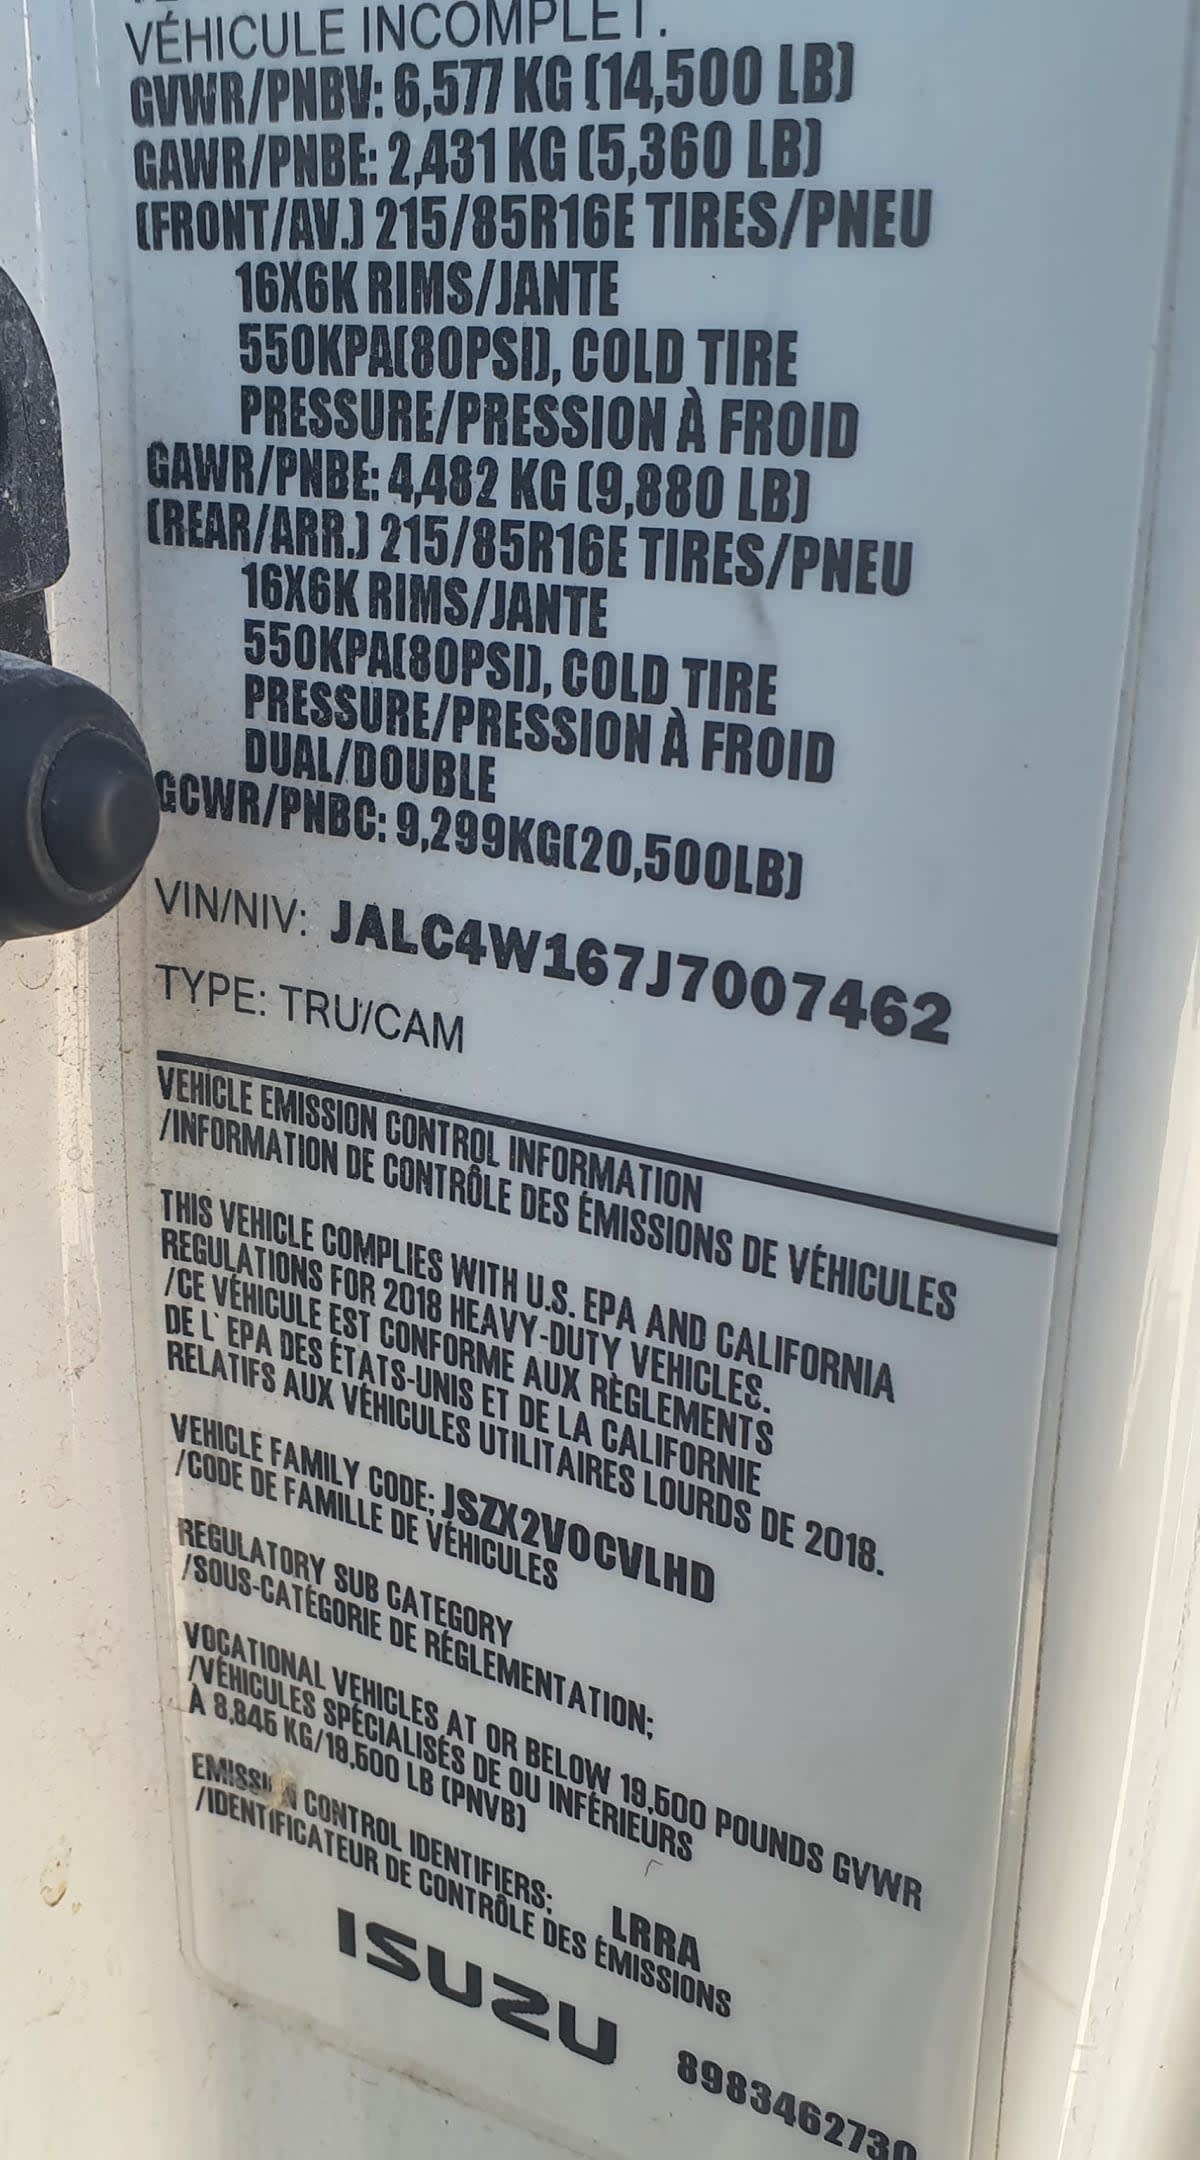 VÉHICULE INCOMPLET.
GVWR/PNBV: 6,577 KG (14,500 LB)
GAWR/PNBE: 2,431 KG (5,360 LB)
(FRONT/AV.) 215/85R16E TIRES/PNEU
16X6K RIMS/JANTE
550KPA(80PSI), COLD TIRE
PRESSURE/PRESSION À FROID
GAWR/PNBE: 4,482 KG (9,880 LB)
(REAR/ARR.) 215/85R16E TIRES/PNEU
16X6K RIMS/JANTE
550KPA(80PSI), COLD TIRE
PRESSURE/PRESSION À FROID
DUAL/DOUBLE
GCWR/PNBC: 9,299KG(20,500LB)
VIN/NIV: JALC4W167J7007462
TYPE: TRU/CAM
VEHICLE EMISSION CONTROL INFORMATION
/INFORMATION DE CONTRÔLE DES ÉMISSIONS DE VÉHICULES
THIS VEHICLE COMPLIES WITH U.S. EPA AND CALIFORNIA
REGULATIONS FOR 2018 HEAVY-DUTY VEHICLES.
/CE VÉHICULE EST CONFORME AUX RÈGLEMENTS
DE L' EPA DES ÉTATS-UNIS ET DE LA CALIFORNIE
RELATIFS AUX VÉHICULES UTILITAIRES LOURDS DE 2018.
VEHICLE FAMILY CODE: JSZX2VOCVLHD
/CODE DE FAMILLE DE VÉHICULES
REGULATORY SUB CATEGORY
/SOUS-CATÉGORIE DE RÉGLEMENTATION;
VOCATIONAL VEHICLES AT OR BELOW 19,500 POUNDS GVWR
/VÉHICULES SPÉCIALISÉS DE OU INFÉRIEURS
À 8,845 KG/19,500 LB (PNVB)
EMISSION CONTROL IDENTIFIERS: LRRA
/IDENTIFICATEUR DE CONTRÔLE DES ÉMISSIONS
ISUZU
8983462730